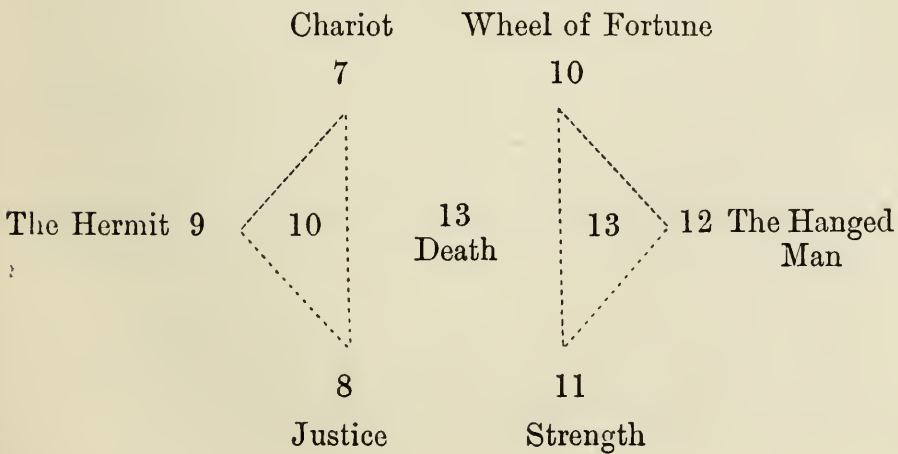 Chariot Wheel of Fortune
7 10
The Hermit 9 10 13 13 12 The Hanged
Death Man
8 11
Justice Strength